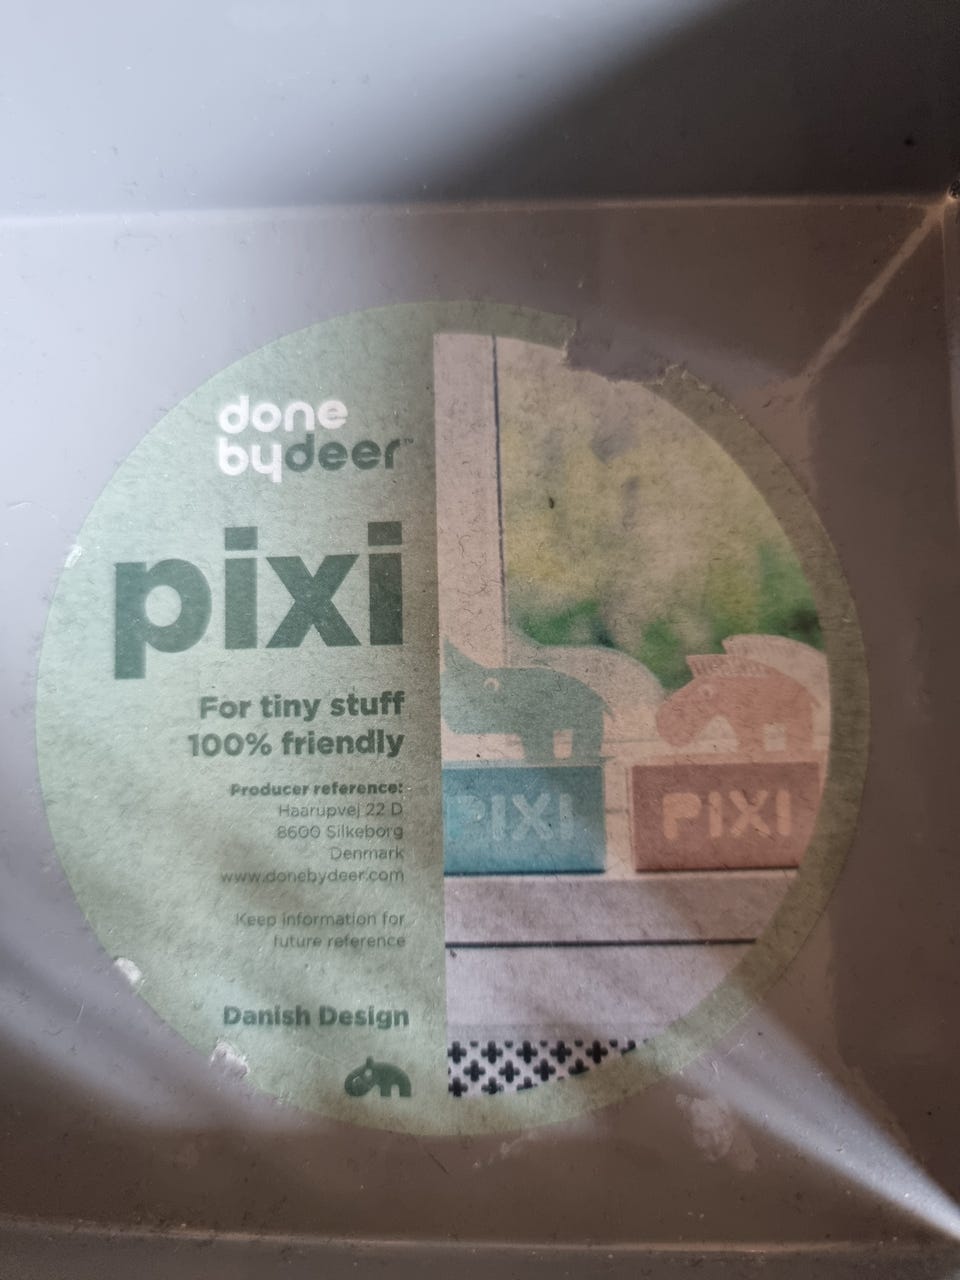 done
bydeer™
pixi
For tiny stuff
100% friendly
Producer reference:
Haarupvej 22 D
8600 Silkeborg
Denmark
www.donebydeer.com
Keep information for
future reference
Danish Design
PIXI
PIXI